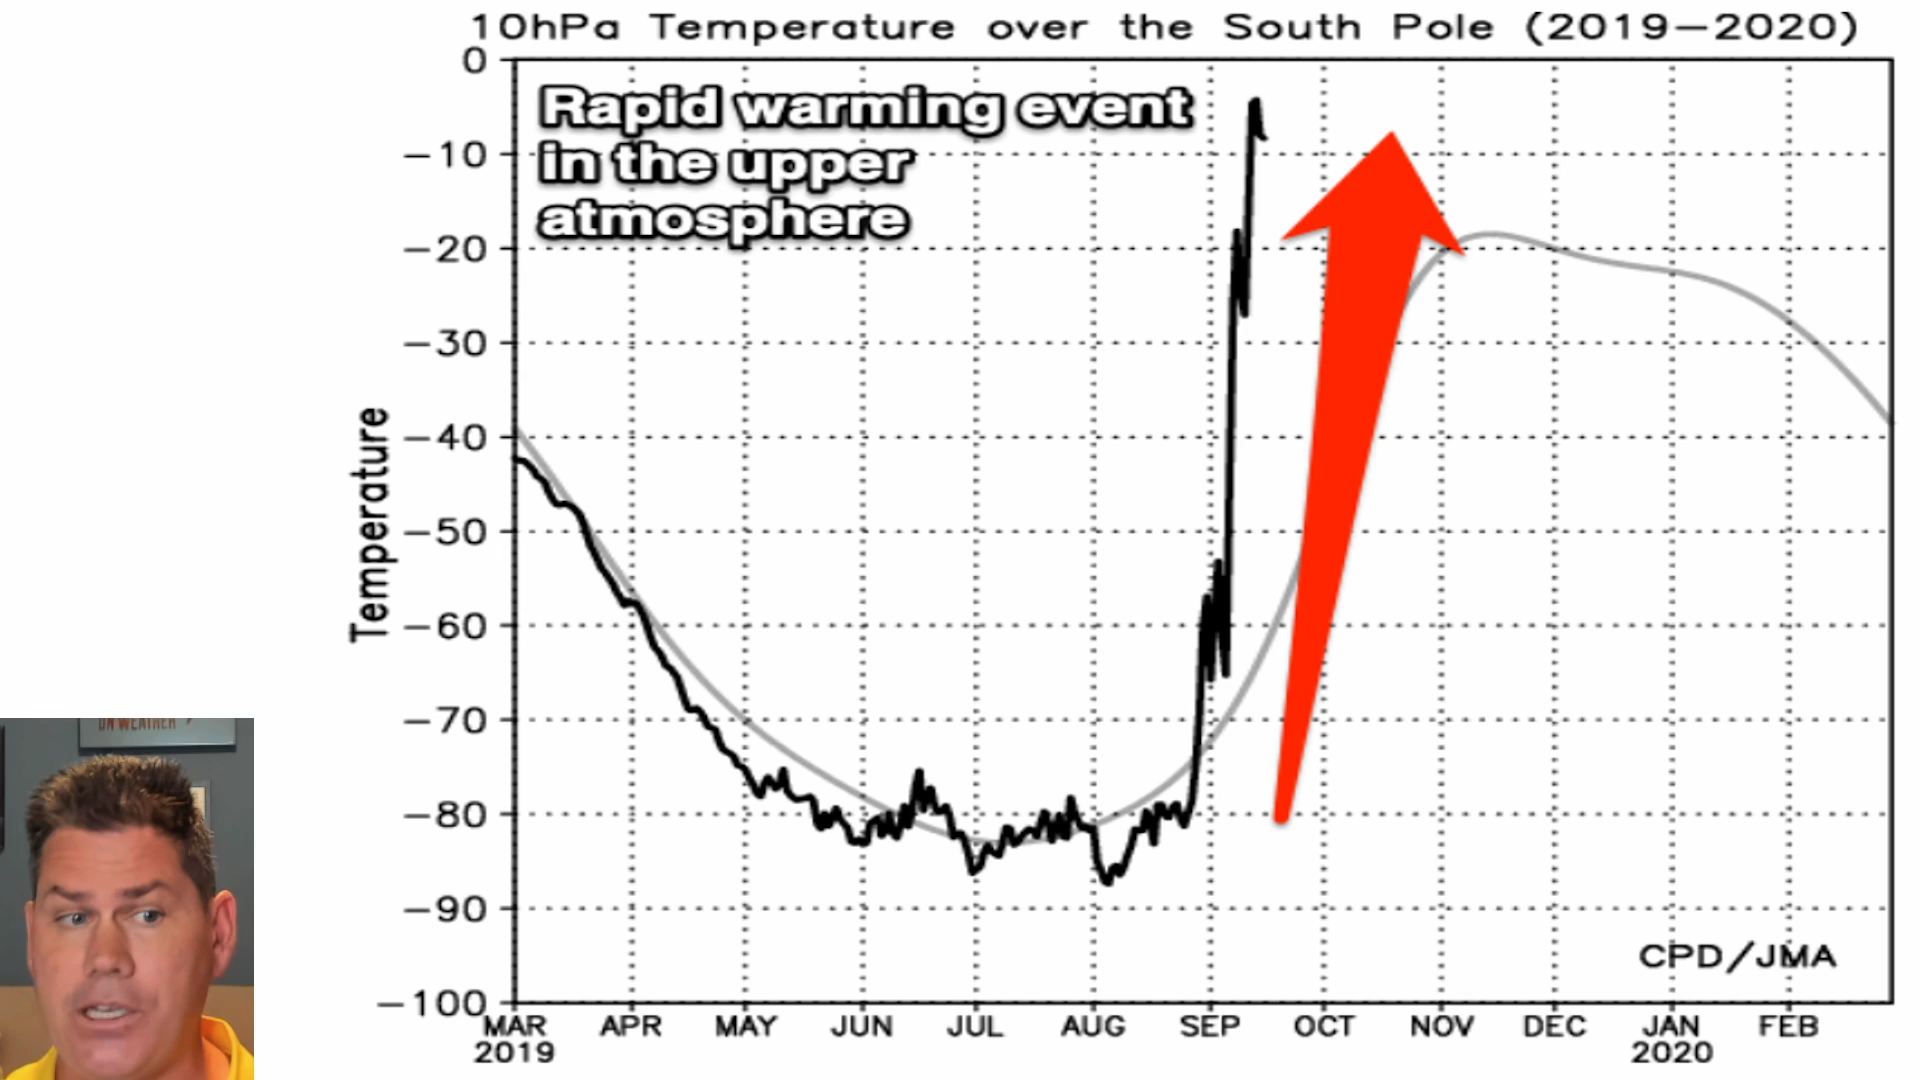 10hPa Temperature over the South Pole (2019–2020)
Rapid warming event
in the upper
atmosphere
Temperature
0
−10
−20
−30
−40
−50
−60
−70
−80
−90
−100
MAR APR MAY JUN JUL AUG SEP OCT NOV DEC JAN FEB
2019 2020
CPD/JMA
ON WEATHER